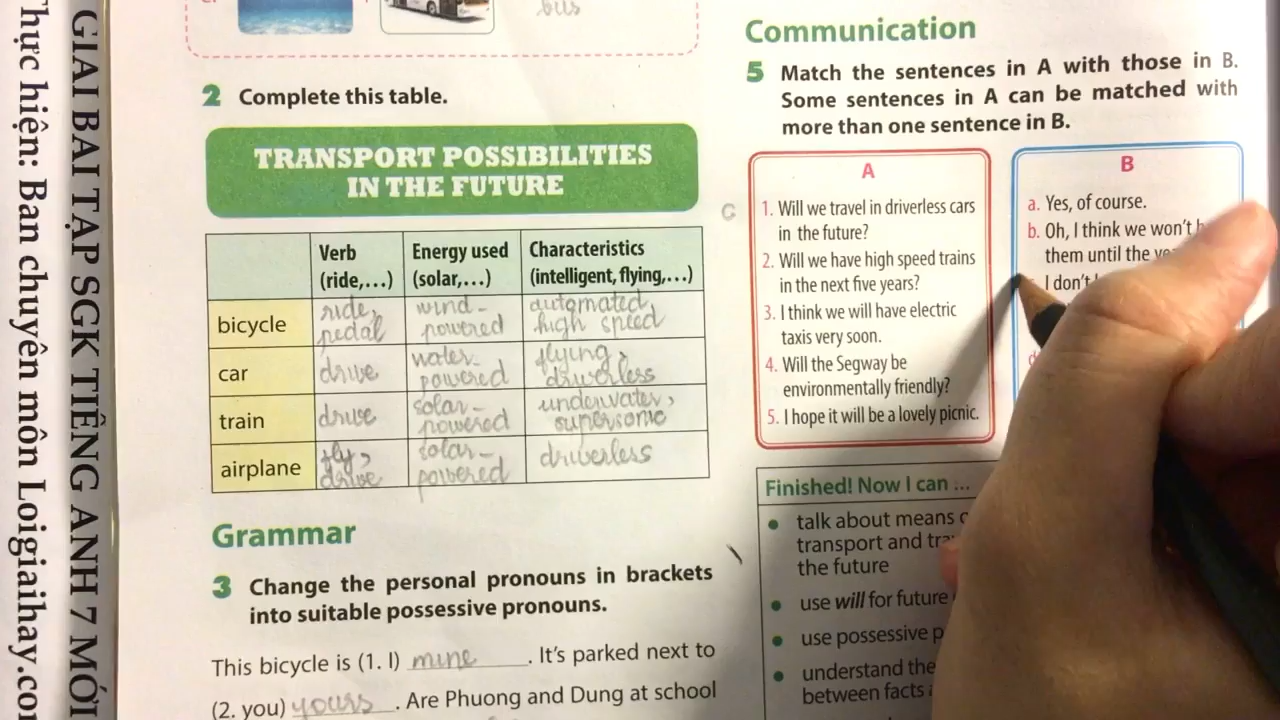 Thực hiện: Ban chuyên môn Loigiaihay.com
GIẢI BÀI TẬP SGK TIẾNG ANH 7 MỚI
bus
2 Complete this table.
TRANSPORT POSSIBILITIES
IN THE FUTURE
Verb
(ride,...)
Energy used
(solar,...)
Characteristics
(intelligent, flying,...)
bicycle
ride,
pedal
wind-
powered
automated,
high speed
car
drive
water-
powered
flying,
driverless
train
drive
solar-
powered
underwater,
supersonic
airplane
fly,
drive
solar-
powered
driverless
Grammar
3 Change the personal pronouns in brackets
into suitable possessive pronouns.
This bicycle is (1. I) mine. It's parked next to
(2. you) yours. Are Phuong and Dung at school
Communication
5 Match the sentences in A with those in B.
Some sentences in A can be matched with
more than one sentence in B.
A
1. Will we travel in driverless cars
in the future?
2. Will we have high speed trains
in the next five years?
3. I think we will have electric
taxis very soon.
4. Will the Segway be
environmentally friendly?
5. I hope it will be a lovely picnic.
B
a. Yes, of course.
b. Oh, I think we won't
them until the
I don't
Finished! Now I can ...
• talk about means
transport and
the future
• use will for future
• use possessive
• understand the
between facts